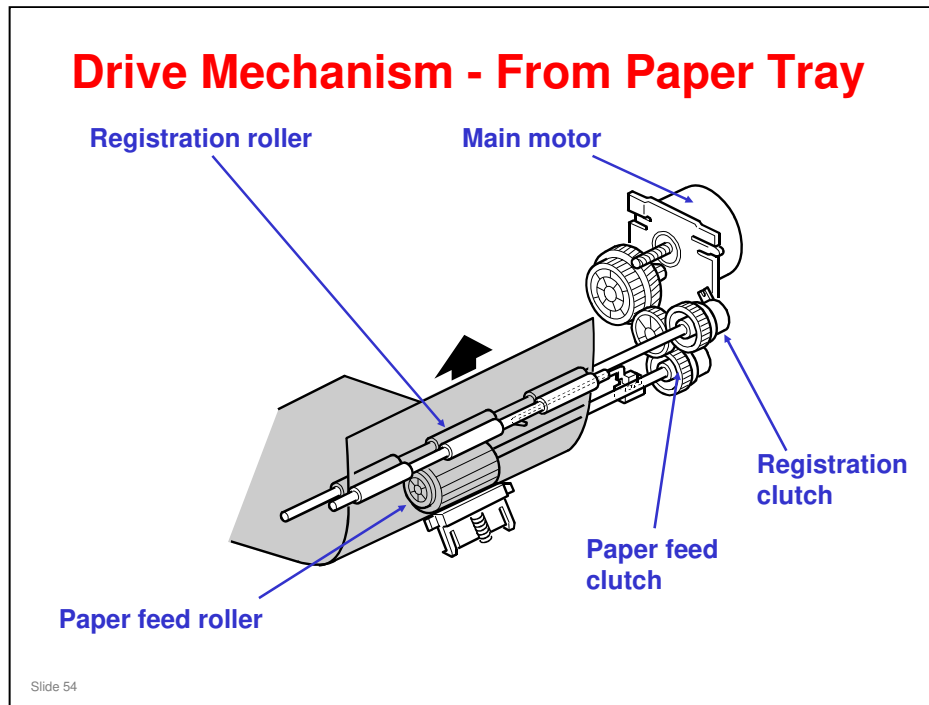 Drive Mechanism - From Paper Tray
Registration roller
Main motor
Registration
clutch
Paper feed
clutch
Paper feed roller
Slide 54